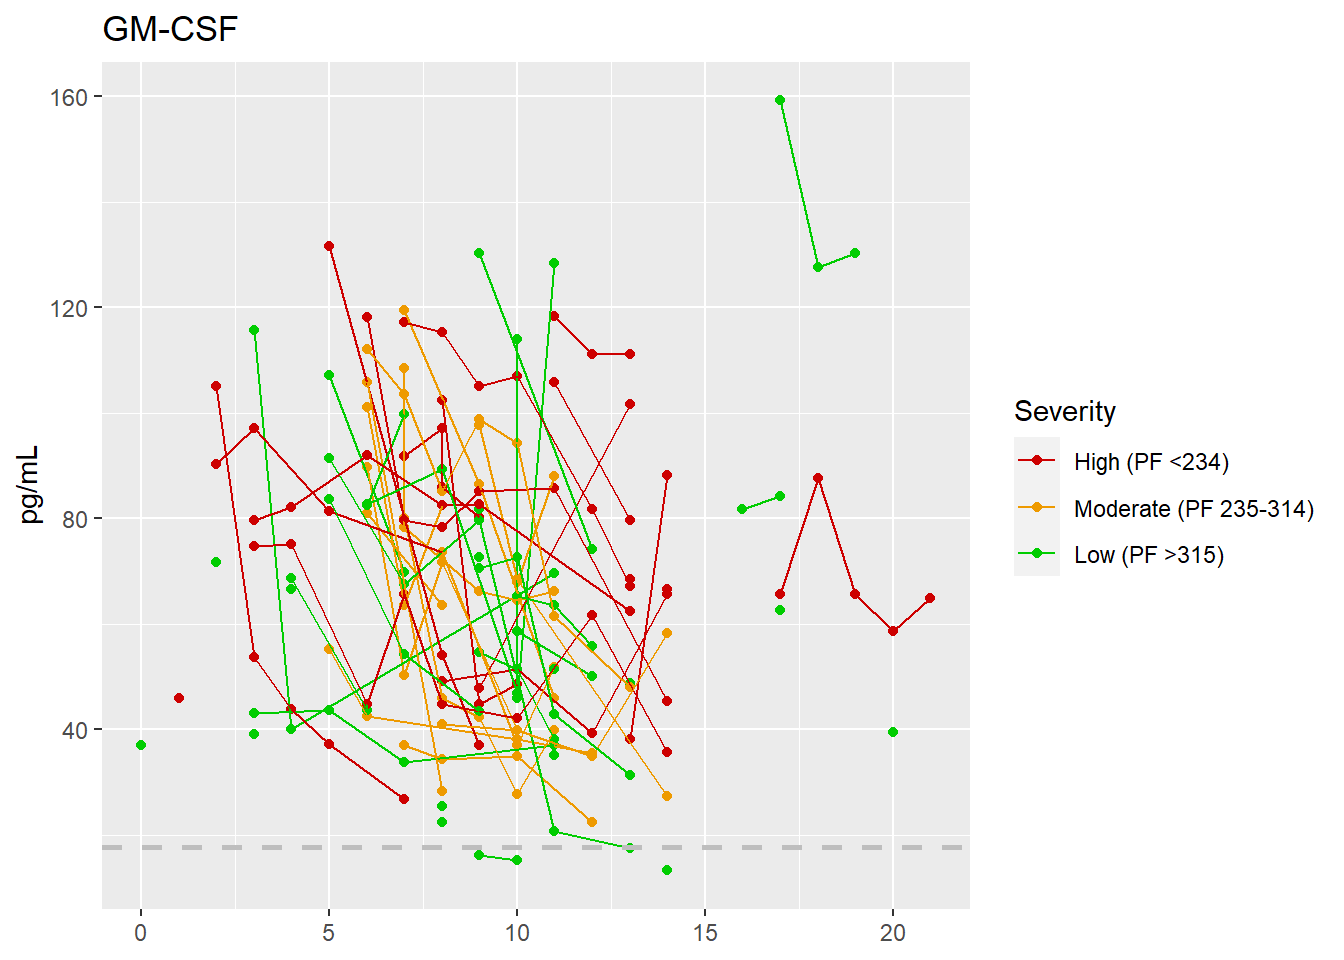 GM-CSF
160
120
80
40
pg/mL
0
5
10
15
20
Severity
High (PF <234)
Moderate (PF 235-314)
Low (PF >315)